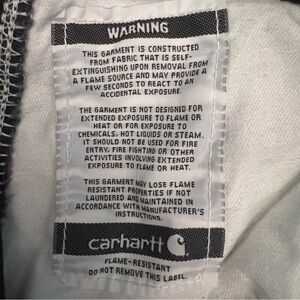 WARNING
THIS GARMENT IS CONSTRUCTED
FROM FABRIC THAT IS SELF-
EXTINGUISHING UPON REMOVAL FROM
A FLAME SOURCE AND MAY PROVIDE A
FEW SECONDS TO REACT TO AN
ACCIDENTAL EXPOSURE.
THE GARMENT IS NOT DESIGNED FOR
EXTENDED EXPOSURE TO FLAME OR
HEAT OR FOR EXPOSURE TO
CHEMICALS, HOT LIQUIDS OR STEAM.
IT SHOULD NOT BE USED FOR FIRE
ENTRY, FIRE FIGHTING OR OTHER
ACTIVITIES INVOLVING EXTENDED
EXPOSURE TO FLAME OR HEAT.
THIS GARMENT MAY LOSE FLAME
RESISTANT PROPERTIES IF NOT
LAUNDERED AND MAINTAINED IN
ACCORDANCE WITH MANUFACTURER'S
INSTRUCTIONS.
carhartt
FLAME-RESISTANT
DO NOT REMOVE THIS LABEL.